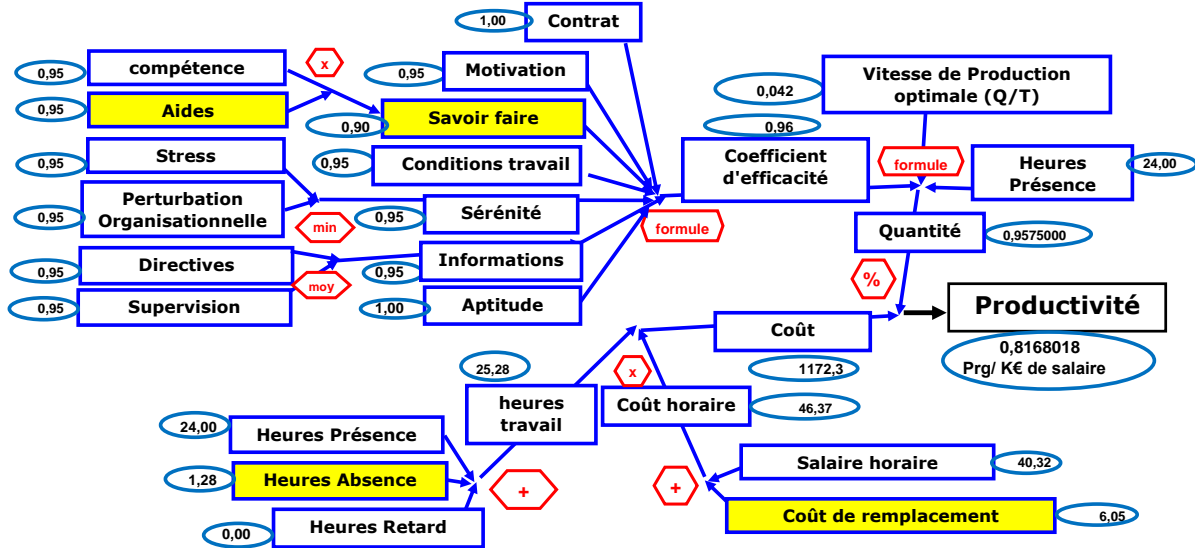 1,00
Contrat
0,95
compétence
x
0,95
Motivation
Vitesse de Production
optimale (Q/T)
0,042
0,95
Aides
0,90
Savoir faire
0,96
0,95
Stress
0,95
Conditions travail
Coefficient
d'efficacité
formule
Heures
Présence
24,00
0,95
Perturbation
Organisationnelle
min
0,95
Sérénité
formule
Quantité
0,9575000
0,95
Directives
moy
0,95
Informations
%
0,95
Supervision
1,00
Aptitude
Productivité
Coût
0,8168018
Prg/ K€ de salaire
25,28
x
1172,3
heures
travail
Coût horaire
46,37
24,00
Heures Présence
1,28
Heures Absence
+
+
Salaire horaire
40,32
0,00
Heures Retard
Coût de remplacement
6,05